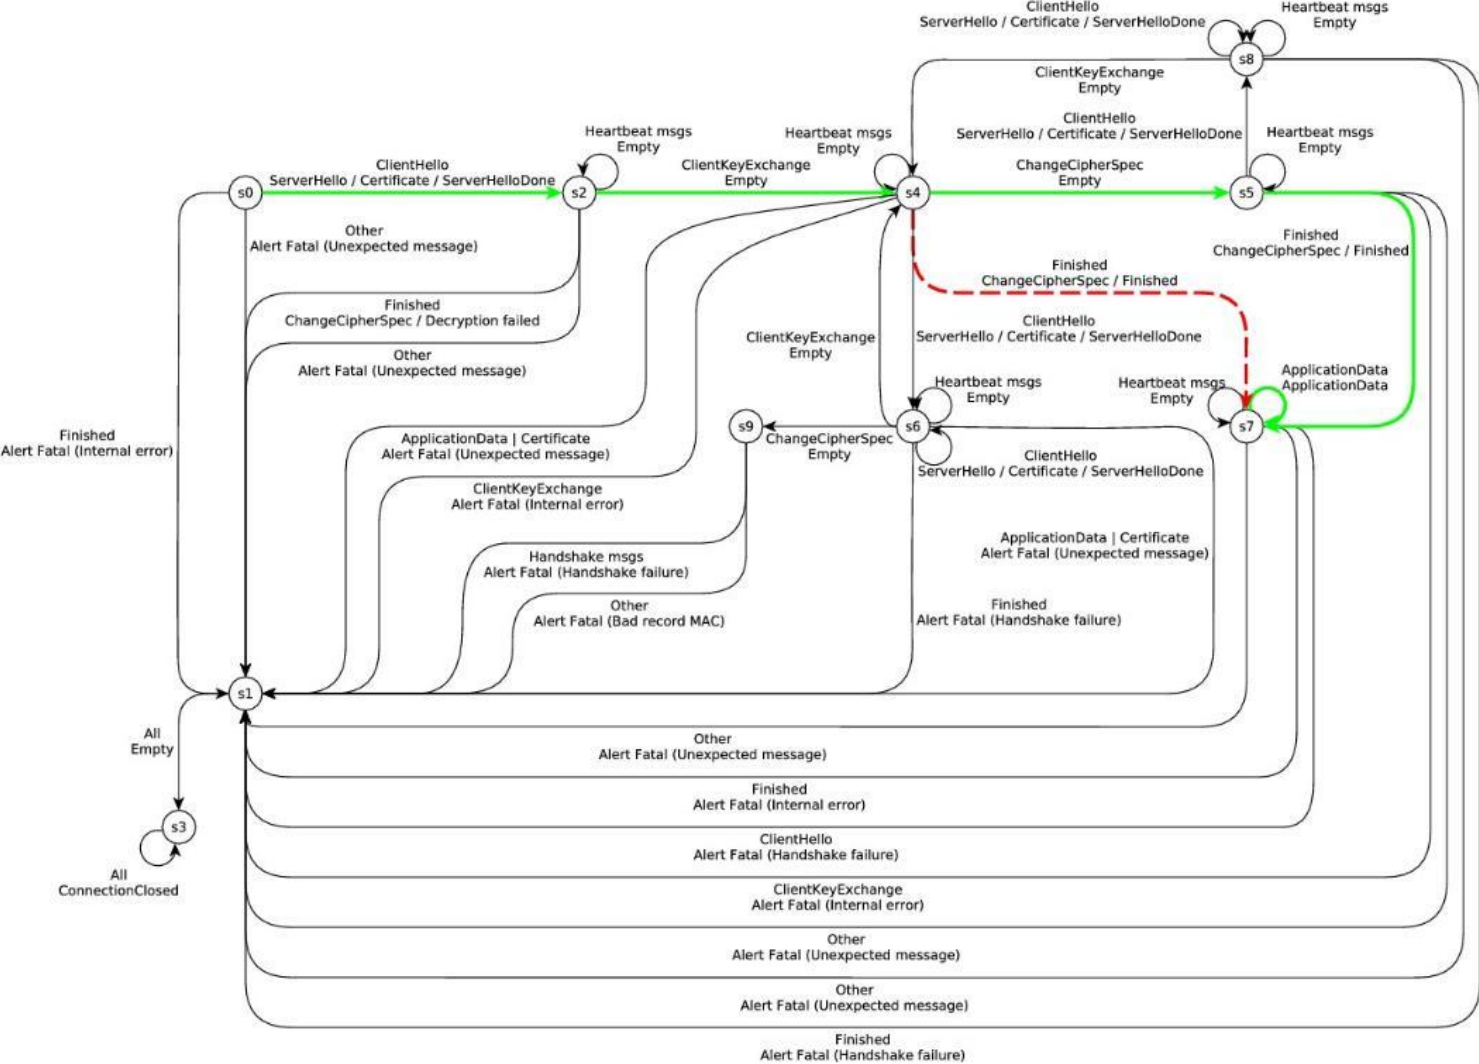 ClientHello
ServerHello / Certificate / ServerHelloDone
Heartbeat msgs
Empty
s8
ClientKeyExchange
Empty
ClientHello
ServerHello / Certificate / ServerHelloDone
Heartbeat msgs
Empty
Heartbeat msgs
Empty
Heartbeat msgs
Empty
ClientHello
ServerHello / Certificate / ServerHelloDone
ClientKeyExchange
Empty
ChangeCipherSpec
Empty
s0
s2
s4
s5
Other
Alert Fatal (Unexpected message)
Finished
ChangeCipherSpec / Finished
Finished
ChangeCipherSpec / Finished
Finished
ChangeCipherSpec / Decryption failed
ClientHello
ServerHello / Certificate / ServerHelloDone
ClientKeyExchange
Empty
Other
Alert Fatal (Unexpected message)
ApplicationData
ApplicationData
Heartbeat msgs
Empty
Heartbeat msgs
Empty
s9
s6
s7
Finished
Alert Fatal (Internal error)
ApplicationData | Certificate
Alert Fatal (Unexpected message)
ChangeCipherSpec
Empty
ClientHello
ServerHello / Certificate / ServerHelloDone
ClientKeyExchange
Alert Fatal (Internal error)
ApplicationData | Certificate
Alert Fatal (Unexpected message)
Handshake msgs
Alert Fatal (Handshake failure)
Other
Alert Fatal (Bad record MAC)
Finished
Alert Fatal (Handshake failure)
s1
All
Empty
Other
Alert Fatal (Unexpected message)
Finished
Alert Fatal (Internal error)
s3
ClientHello
Alert Fatal (Handshake failure)
All
ConnectionClosed
ClientKeyExchange
Alert Fatal (Internal error)
Other
Alert Fatal (Unexpected message)
Other
Alert Fatal (Unexpected message)
Finished
Alert Fatal (Handshake failure)